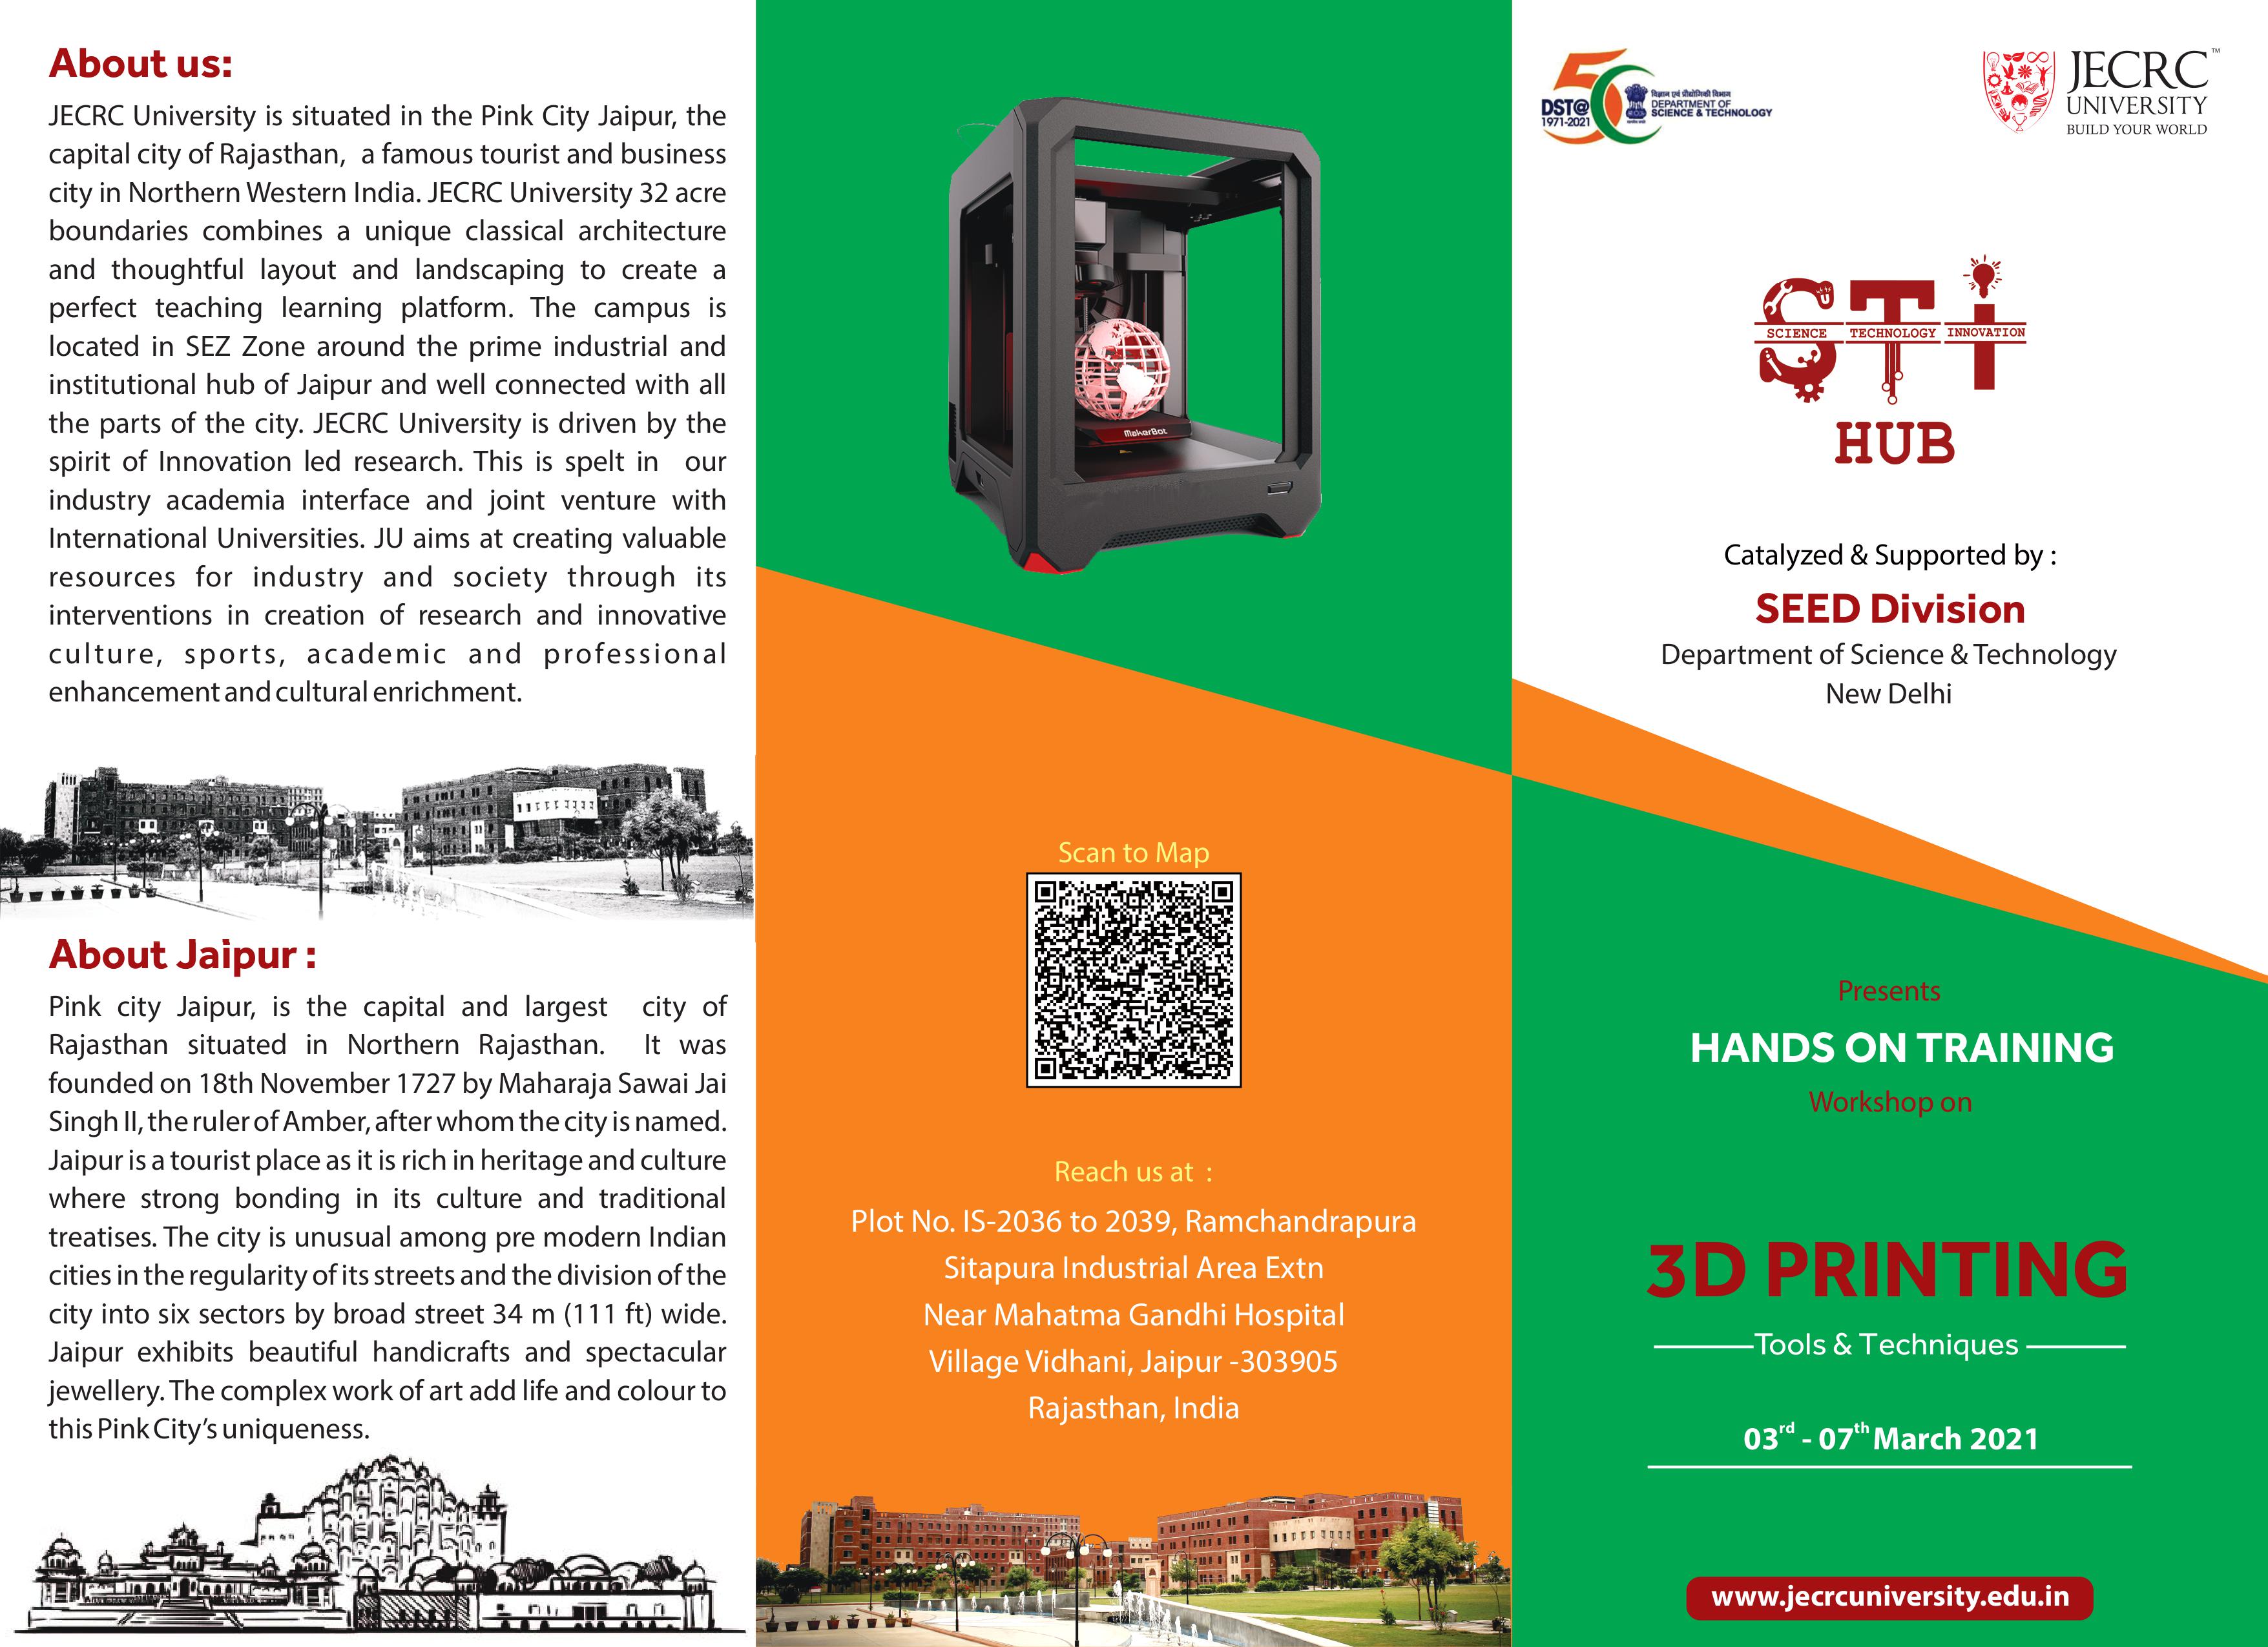 About us:
JECRC University is situated in the Pink City Jaipur, the
capital city of Rajasthan, a famous tourist and business
city in Northern Western India. JECRC University 32 acre
boundaries combines a unique classical architecture
and thoughtful layout and landscaping to create a
perfect teaching learning platform. The campus is
located in SEZ Zone around the prime industrial and
institutional hub of Jaipur and well connected with all
the parts of the city. JECRC University is driven by the
spirit of Innovation led research. This is spelt in our
industry academia interface and joint venture with
International Universities. JU aims at creating valuable
resources for industry and society through its
interventions in creation of research and innovative
culture, sports, academic and professional
enhancement and cultural enrichment.
About Jaipur :
Pink city Jaipur, is the capital and largest city of
Rajasthan situated in Northern Rajasthan. It was
founded on 18th November 1727 by Maharaja Sawai Jai
Singh II, the ruler of Amber, after whom the city is named.
Jaipur is a tourist place as it is rich in heritage and culture
where strong bonding in its culture and traditional
treatises. The city is unusual among pre modern Indian
cities in the regularity of its streets and the division of the
city into six sectors by broad street 34 m (111 ft) wide.
Jaipur exhibits beautiful handicrafts and spectacular
jewellery. The complex work of art add life and colour to
this Pink City’s uniqueness.
MakerBot
Scan to Map
Reach us at :
Plot No. IS-2036 to 2039, Ramchandrapura
Sitapura Industrial Area Extn
Near Mahatma Gandhi Hospital
Village Vidhani, Jaipur -303905
Rajasthan, India
50
DST@
1971-2021
विज्ञान एवं प्रौद्योगिकी विभाग
DEPARTMENT OF
SCIENCE & TECHNOLOGY
JECRC™
UNIVERSITY
BUILD YOUR WORLD
STi
SCIENCE TECHNOLOGY INNOVATION
HUB
Catalyzed & Supported by :
SEED Division
Department of Science & Technology
New Delhi
Presents
HANDS ON TRAINING
Workshop on
3D PRINTING
Tools & Techniques
03rd - 07th March 2021
www.jecrcuniversity.edu.in